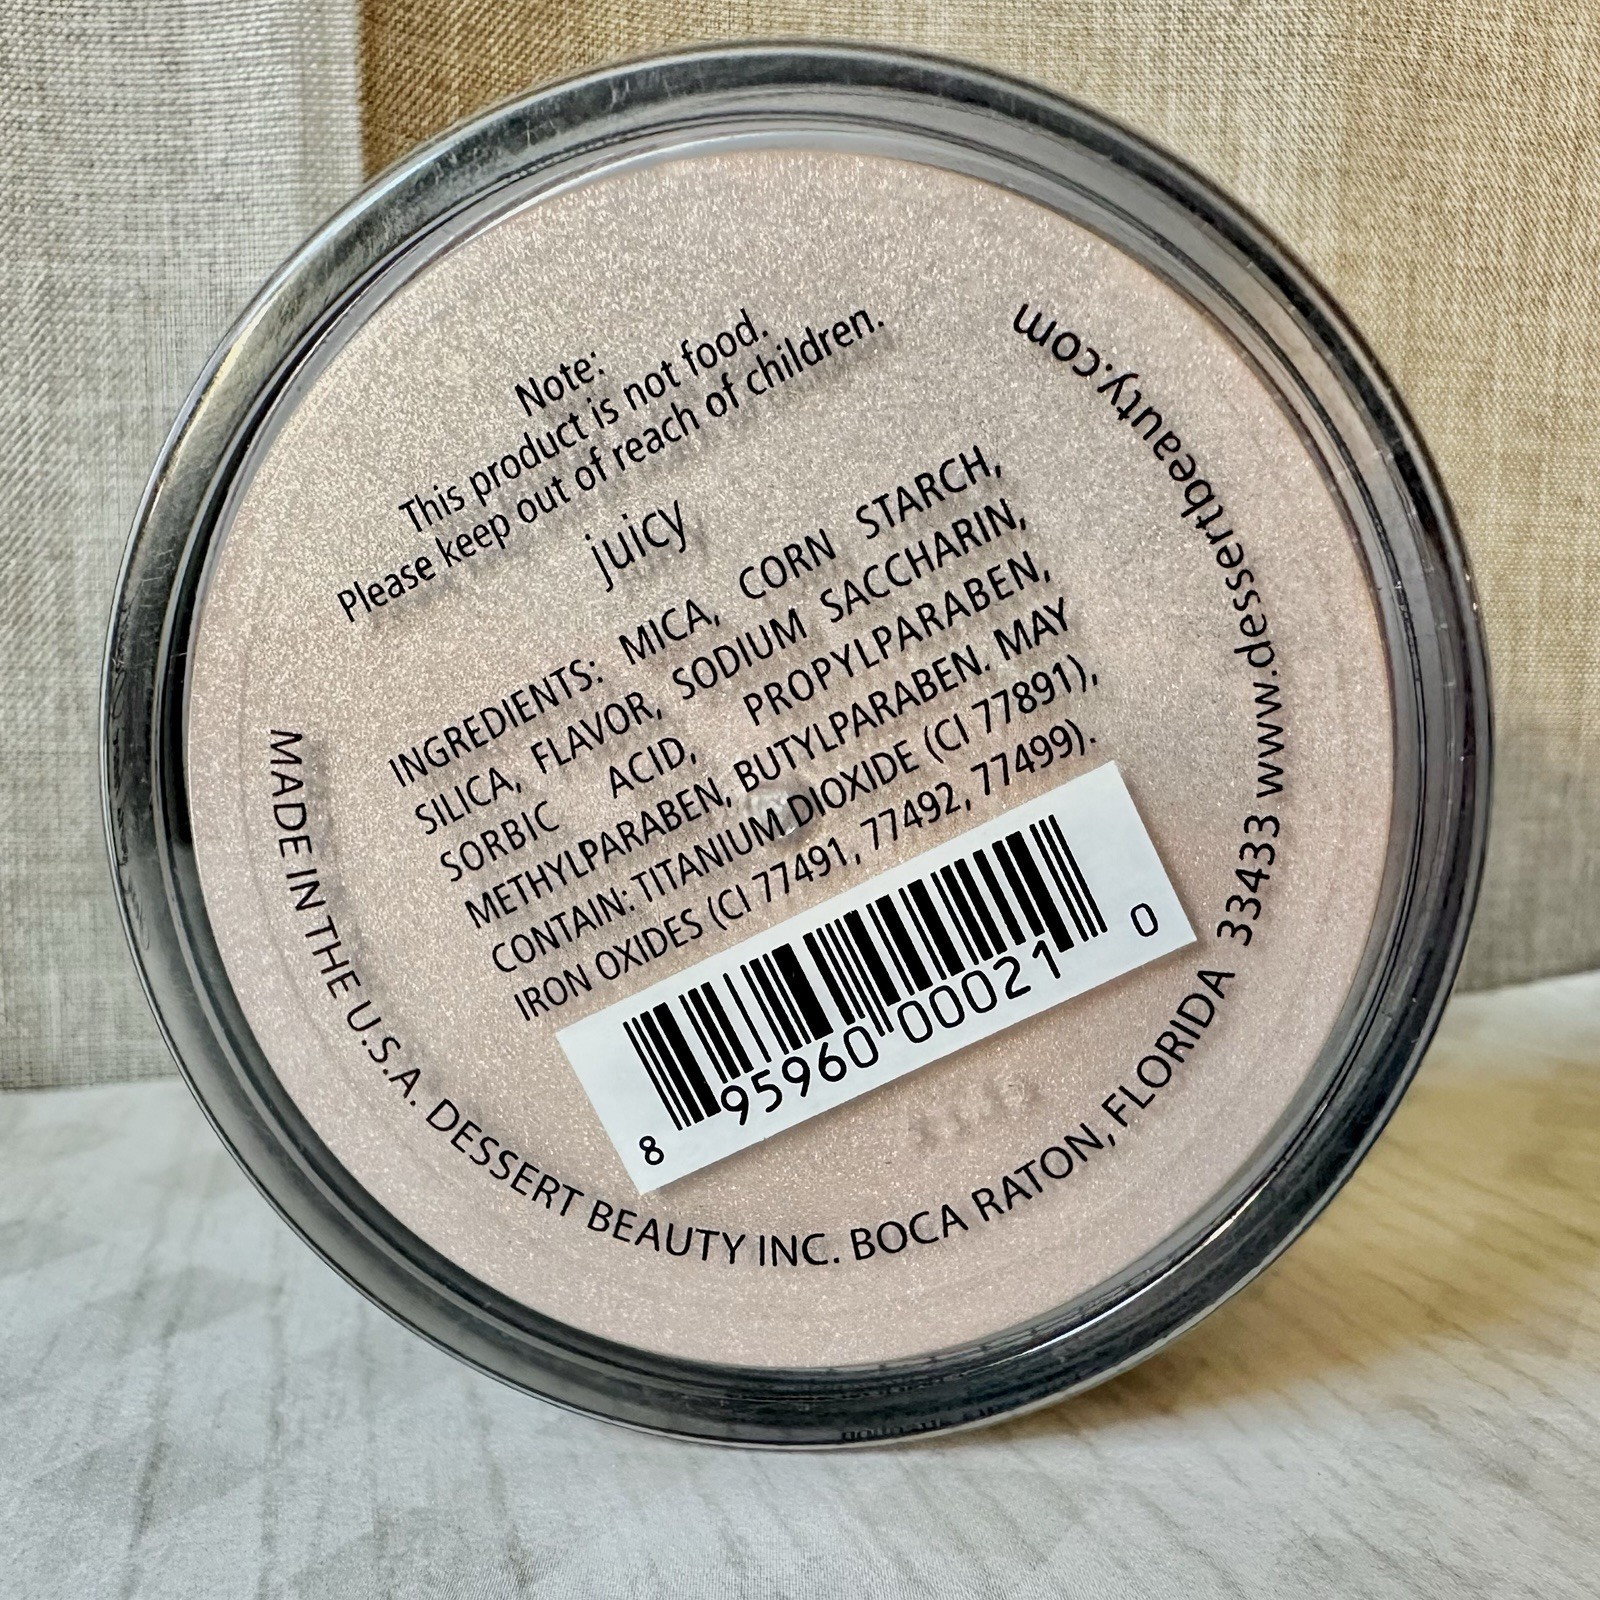 Note:
This product is not food.
Please keep out of reach of children.
juicy
INGREDIENTS: MICA, CORN STARCH,
SILICA, FLAVOR, SODIUM SACCHARIN,
SORBIC ACID, PROPYLPARABEN,
METHYLPARABEN, BUTYLPARABEN. MAY
CONTAIN: TITANIUM DIOXIDE (CI 77891),
IRON OXIDES (CI 77491, 77492, 77499).
8 95960 00021 0
MADE IN THE U.S.A. DESSERT BEAUTY INC. BOCA RATON, FLORIDA 33433 www.dessertbeauty.com